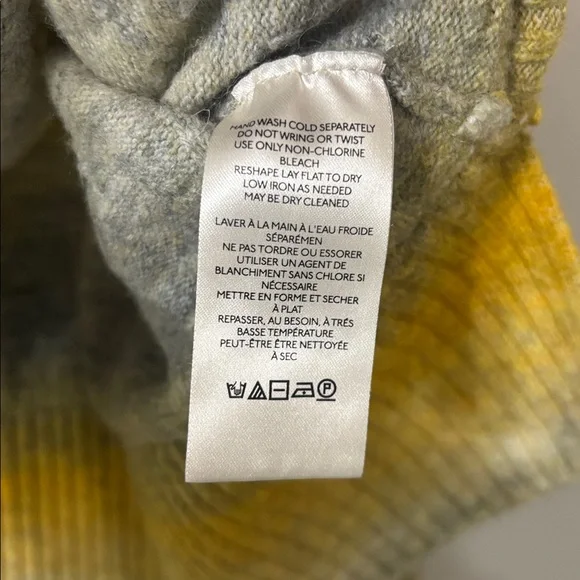 HAND WASH COLD SEPARATELY
DO NOT WRING OR TWIST
USE ONLY NON-CHLORINE
BLEACH
RESHAPE LAY FLAT TO DRY
LOW IRON AS NEEDED
MAY BE DRY CLEANED
LAVER À LA MAIN À L'EAU FROIDE
SÉPARÉMEN
NE PAS TORDRE OU ESSORER
UTILISER UN AGENT DE
BLANCHIMENT SANS CHLORE SI
NÉCESSAIRE
METTRE EN FORME ET SECHER
À PLAT
REPASSER, AU BESOIN, À TRÉS
BASSE TEMPÉRATURE
PEUT-ÊTRE ÊTRE NETTOYÉE
À SEC
P